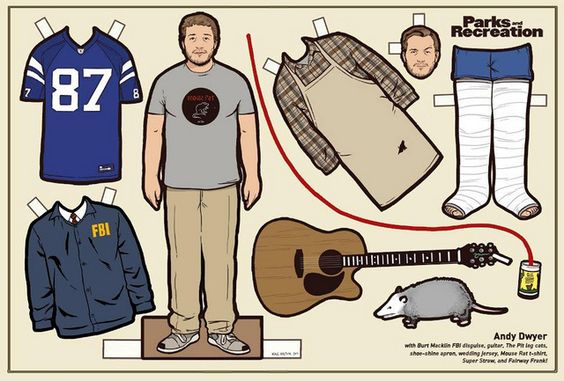 Parks and
Recreation
87
7
8
FBI
MOUSE RAT
Andy Dwyer
with Burt Macklin FBI disguise, guitar, The Pit leg cats,
shoe-shine apron, wedding jersey, Mouse Rat t-shirt,
Super Straw, and Fairway Frank!